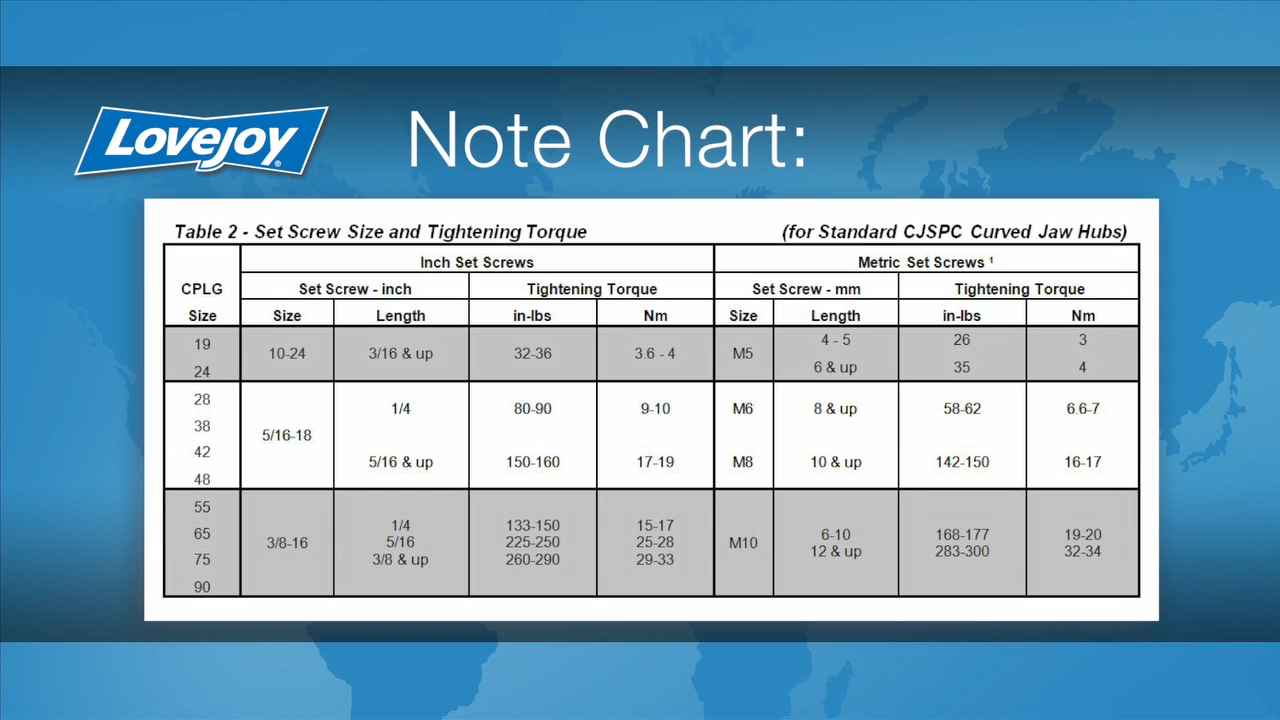 LOVEJOY®
Note Chart:
Table 2 - Set Screw Size and Tightening Torque (for Standard CJSPC Curved Jaw Hubs)
Inch Set Screws Metric Set Screws ¹
CPLG Set Screw - inch Tightening Torque Set Screw - mm Tightening Torque
Size Size Length in-lbs Nm Size Length in-lbs Nm
19 4 - 5 26 3
10-24 3/16 & up 32-36 3.6 - 4 M5
24 6 & up 35 4
28
1/4 80-90 9-10 M6 8 & up 58-62 6.6-7
38
5/16-18
42
5/16 & up 150-160 17-19 M8 10 & up 142-150 16-17
48
55
1/4 133-150 15-17
65 6-10 168-177 19-20
3/8-16 5/16 225-250 25-28 M10
12 & up 283-300 32-34
75 3/8 & up 260-290 29-33
90